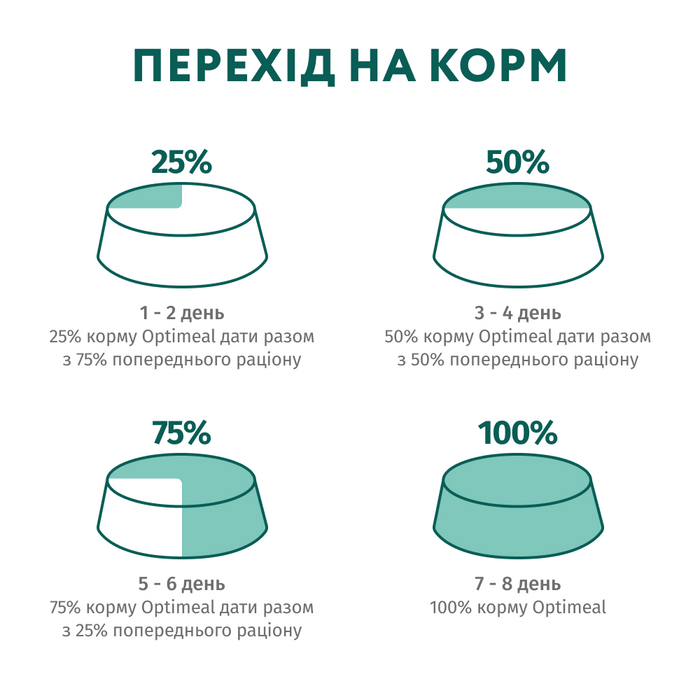 ПЕРЕХІД НА КОРМ
25%
1 - 2 день
25% корму Optimeal дати разом
з 75% попереднього раціону
50%
3 - 4 день
50% корму Optimeal дати разом
з 50% попереднього раціону
75%
5 - 6 день
75% корму Optimeal дати разом
з 25% попереднього раціону
100%
7 - 8 день
100% корму Optimeal